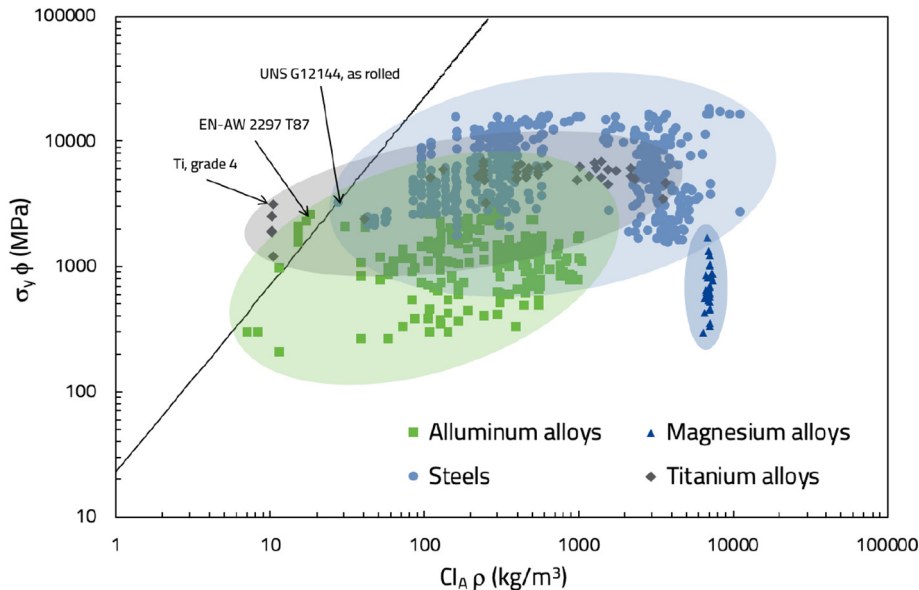 100000
10000
1000
100
10
σy ϕ (MPa)
UNS G12144, as rolled
EN-AW 2297 T87
Ti, grade 4
Alluminum alloys
Magnesium alloys
Steels
Titanium alloys
1
10
100
1000
10000
100000
CIA ρ (kg/m³)